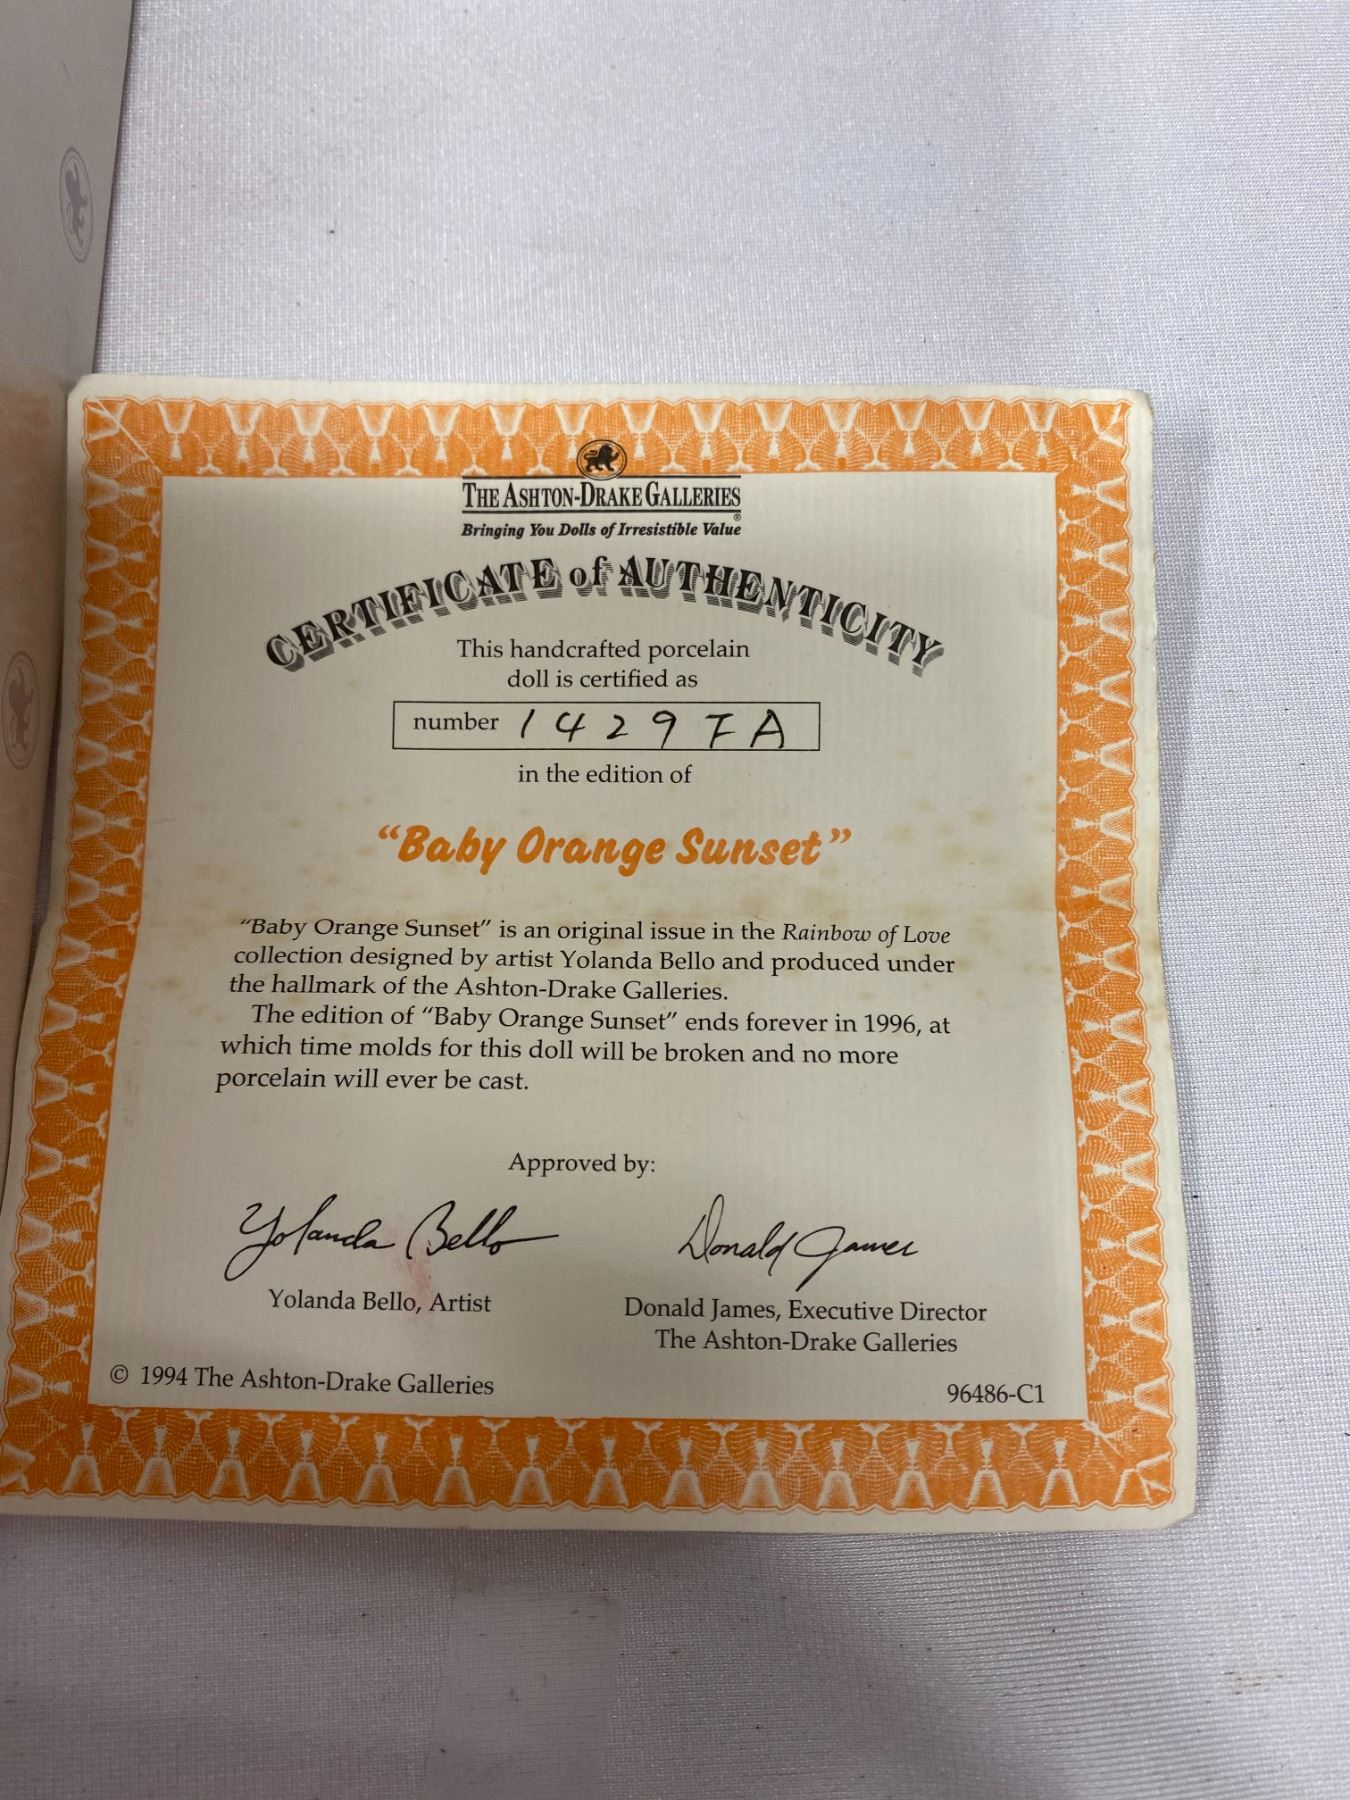 THE ASHTON-DRAKE GALLERIES
®
Bringing You Dolls of Irresistible Value
CERTIFICATE of AUTHENTICITY
This handcrafted porcelain
doll is certified as
number 14297A
in the edition of
“Baby Orange Sunset”
“Baby Orange Sunset” is an original issue in the Rainbow of Love
collection designed by artist Yolanda Bello and produced under
the hallmark of the Ashton-Drake Galleries.
The edition of “Baby Orange Sunset” ends forever in 1996, at
which time molds for this doll will be broken and no more
porcelain will ever be cast.
Approved by:
Yolanda Bello Donald James
Yolanda Bello, Artist Donald James, Executive Director
The Ashton-Drake Galleries
© 1994 The Ashton-Drake Galleries 96486-C1